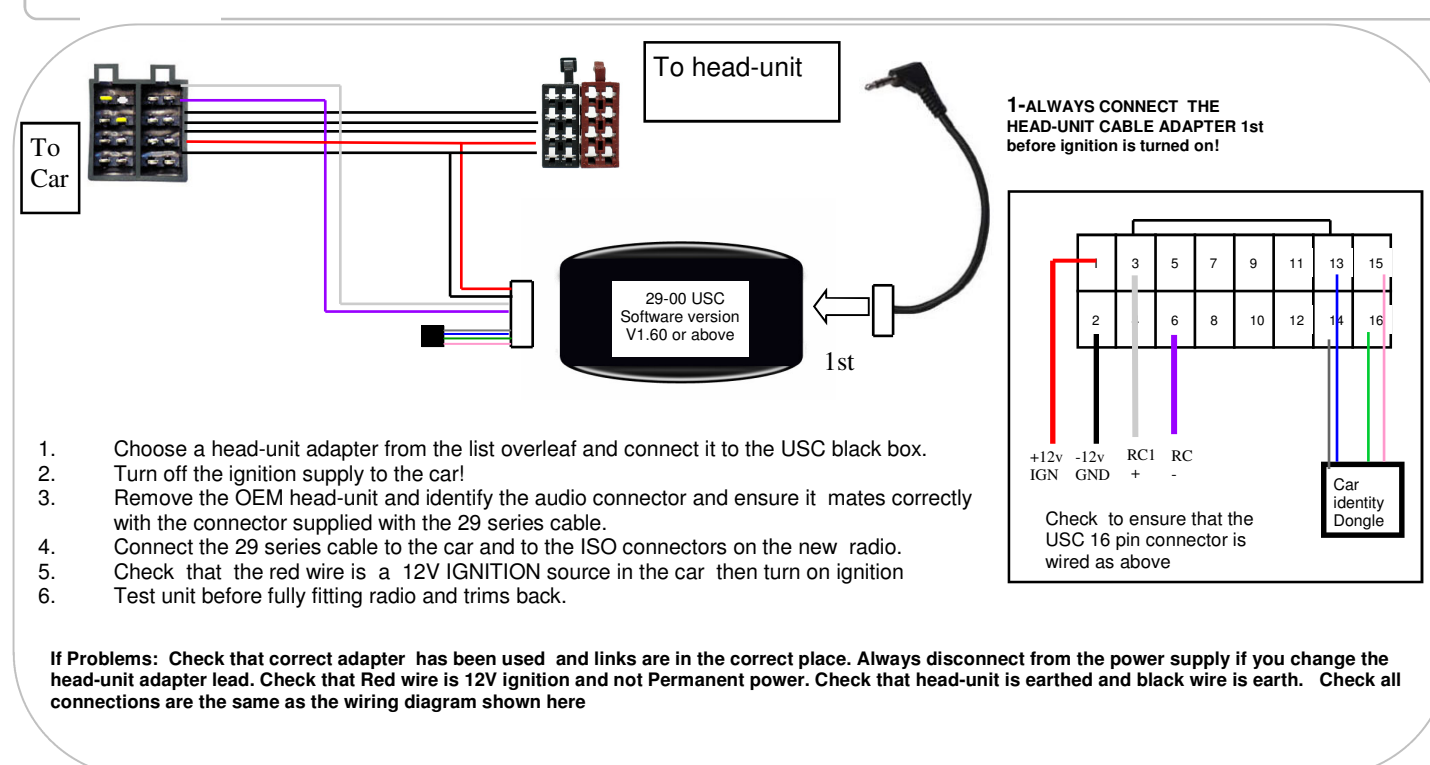 To head-unit
To
Car
1-ALWAYS CONNECT THE
HEAD-UNIT CABLE ADAPTER 1st
before ignition is turned on!
29-00 USC
Software version
V1.60 or above
1st
1 3 5 7 9 11 13 15
2 6 8 10 12 14 16
+12v -12v RC1 RC
IGN GND + -
Car
identity
Dongle
Check to ensure that the
USC 16 pin connector is
wired as above
1. Choose a head-unit adapter from the list overleaf and connect it to the USC black box.
2. Turn off the ignition supply to the car!
3. Remove the OEM head-unit and identify the audio connector and ensure it mates correctly
with the connector supplied with the 29 series cable.
4. Connect the 29 series cable to the car and to the ISO connectors on the new radio.
5. Check that the red wire is a 12V IGNITION source in the car then turn on ignition
6. Test unit before fully fitting radio and trims back.
If Problems: Check that correct adapter has been used and links are in the correct place. Always disconnect from the power supply if you change the
head-unit adapter lead. Check that Red wire is 12V ignition and not Permanent power. Check that head-unit is earthed and black wire is earth. Check all
connections are the same as the wiring diagram shown here